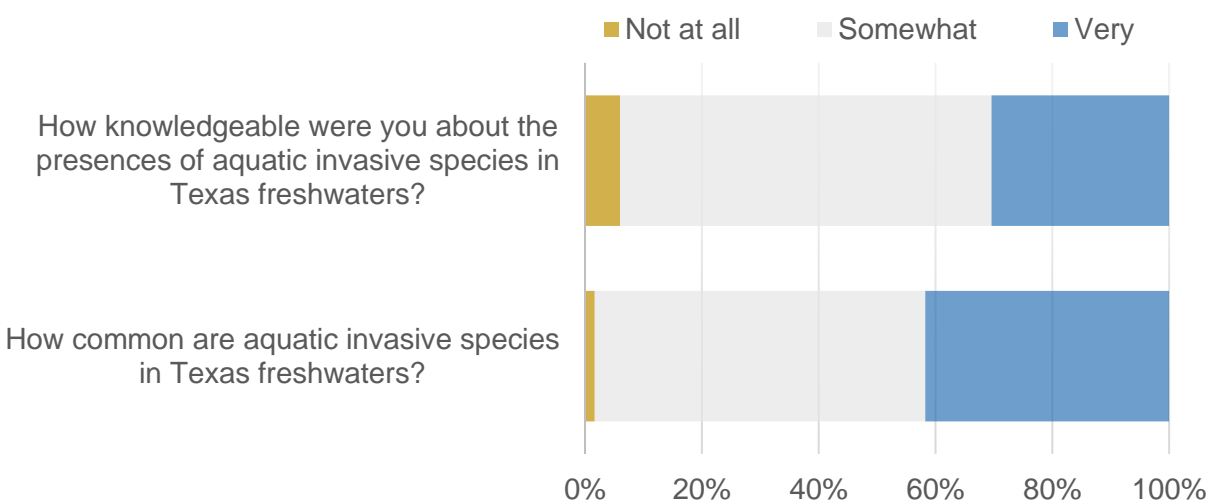 Not at all Somewhat Very
How knowledgeable were you about the
presences of aquatic invasive species in
Texas freshwaters?
How common are aquatic invasive species
in Texas freshwaters?
0% 20% 40% 60% 80% 100%